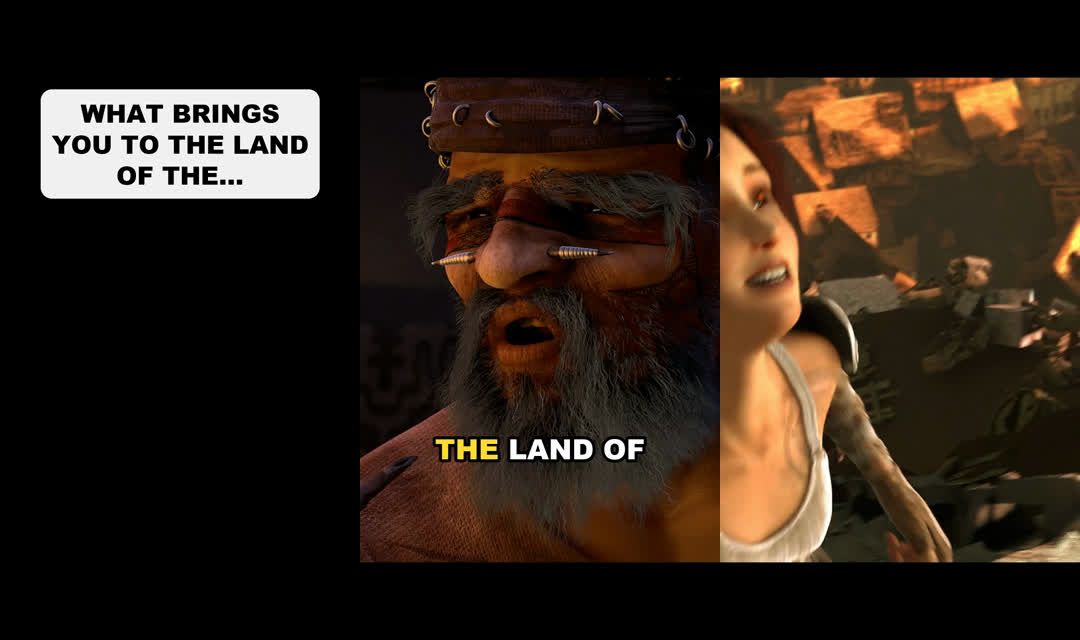 WHAT BRINGS
YOU TO THE LAND
OF THE...
THE LAND OF